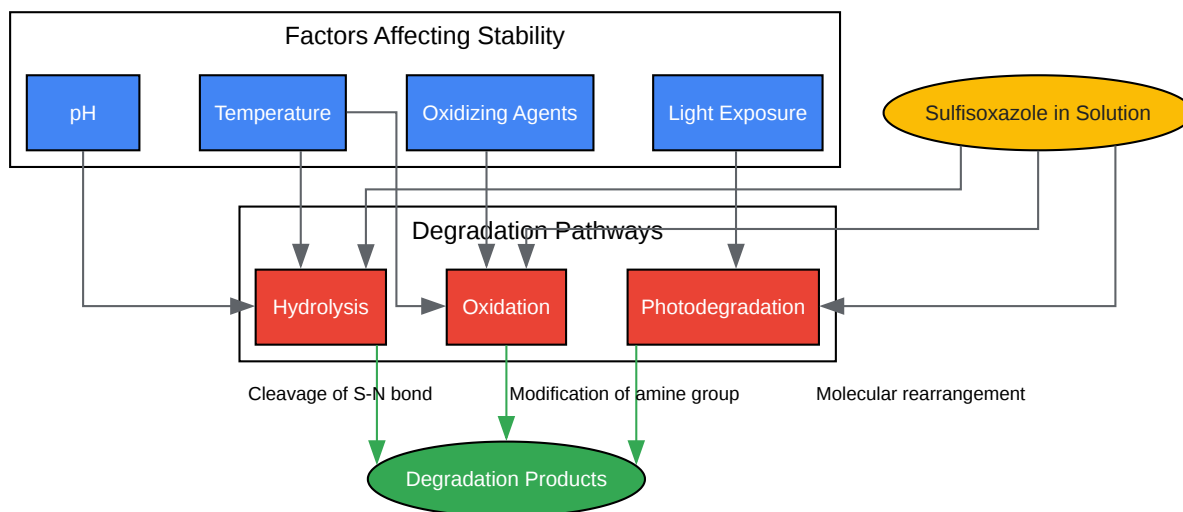 Factors Affecting Stability
pH
Temperature
Oxidizing Agents
Light Exposure
Sulfisoxazole in Solution
Degradation Pathways
Hydrolysis
Oxidation
Photodegradation
Cleavage of S-N bond
Modification of amine group
Molecular rearrangement
Degradation Products